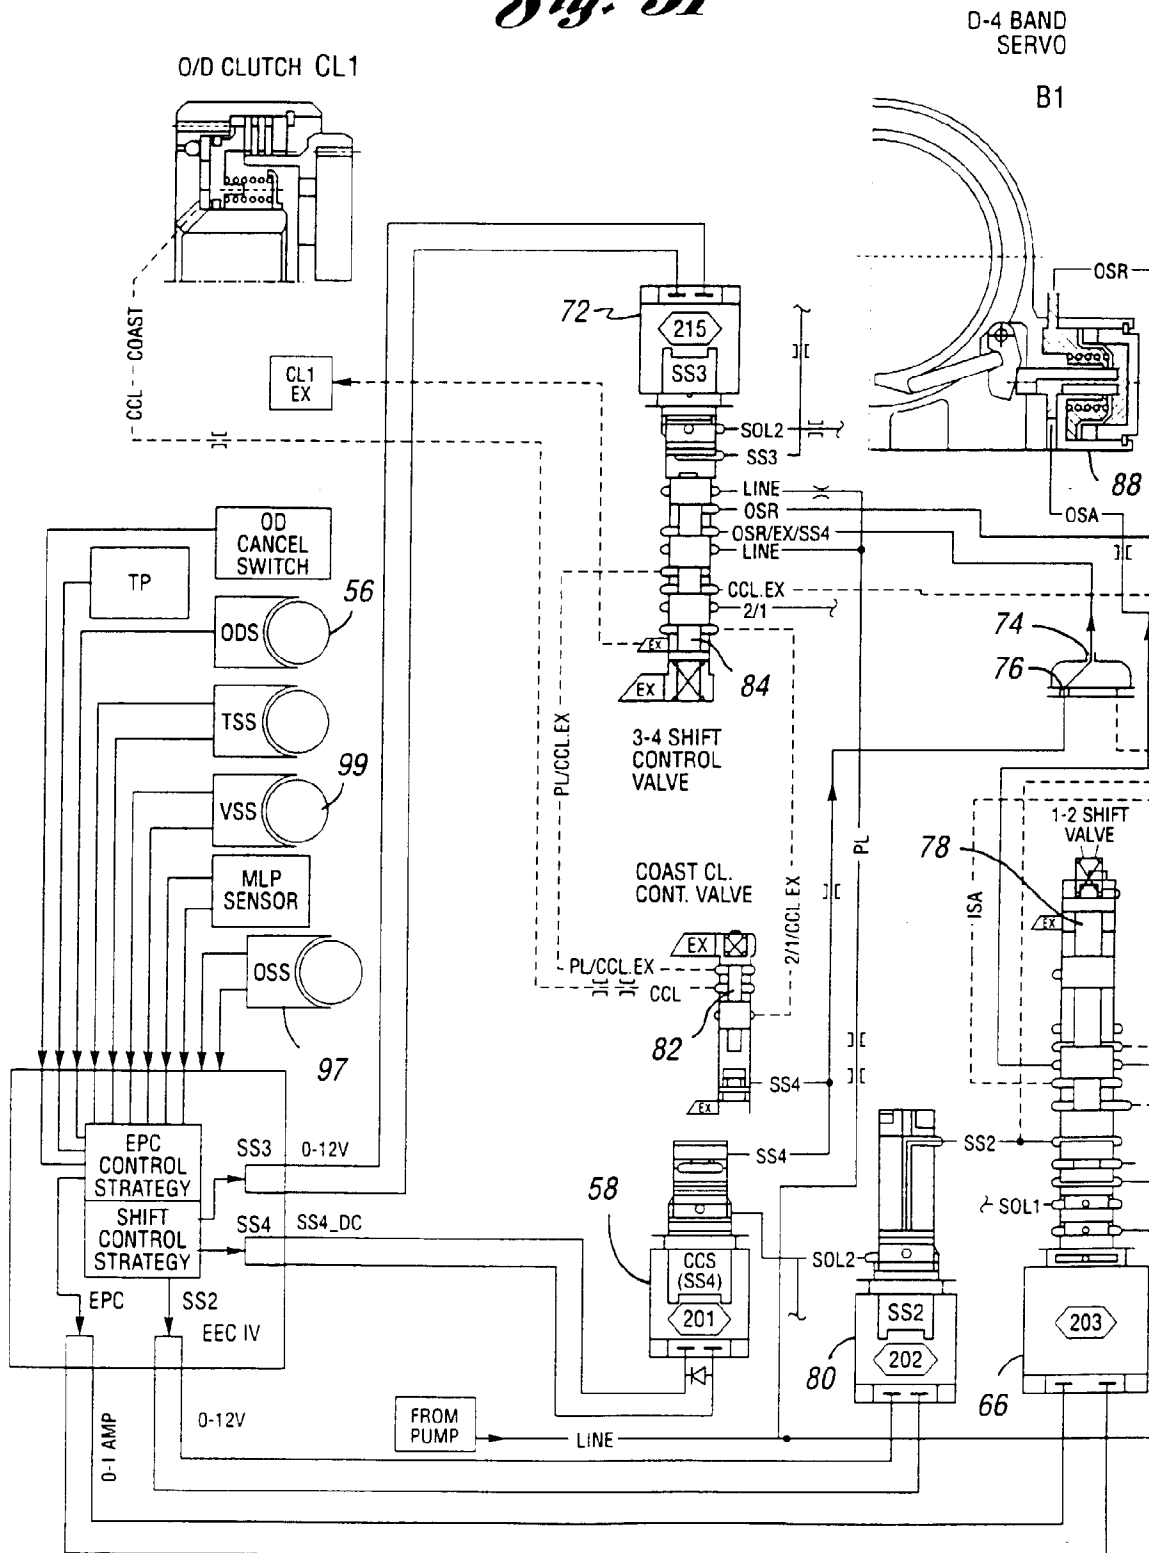 Fig. 31
D-4 BAND
SERVO
B1
O/D CLUTCH CL1
OSR
72
215
SS3
CCL COAST
CL1
EX
SOL2
SS3
88
LINE
OSR
OSA
OSR/EX/SS4
LINE
OD
CANCEL
SWITCH
TP
56
ODS
CCL.EX
2/1
74
76
EX
EX
84
TSS
3-4 SHIFT
CONTROL
VALVE
PL/CCL.EX
99
VSS
PL
78
1-2 SHIFT
VALVE
MLP
SENSOR
COAST CL.
CONT. VALVE
2/1/CCL EX
ISA
EX
EX
OSS
PL/CCL.EX
CCL
97
82
SS4
EX
EPC
CONTROL
STRATEGY
SS3
0-12V
SS4
SS2
58
SHIFT
CONTROL
STRATEGY
SS4
SS4_DC
SOL1
SOL2
CCS
(SS4)
201
SS2
202
203
EPC
SS2
EEC IV
80
66
0-1 AMP
0-12V
FROM
PUMP
LINE